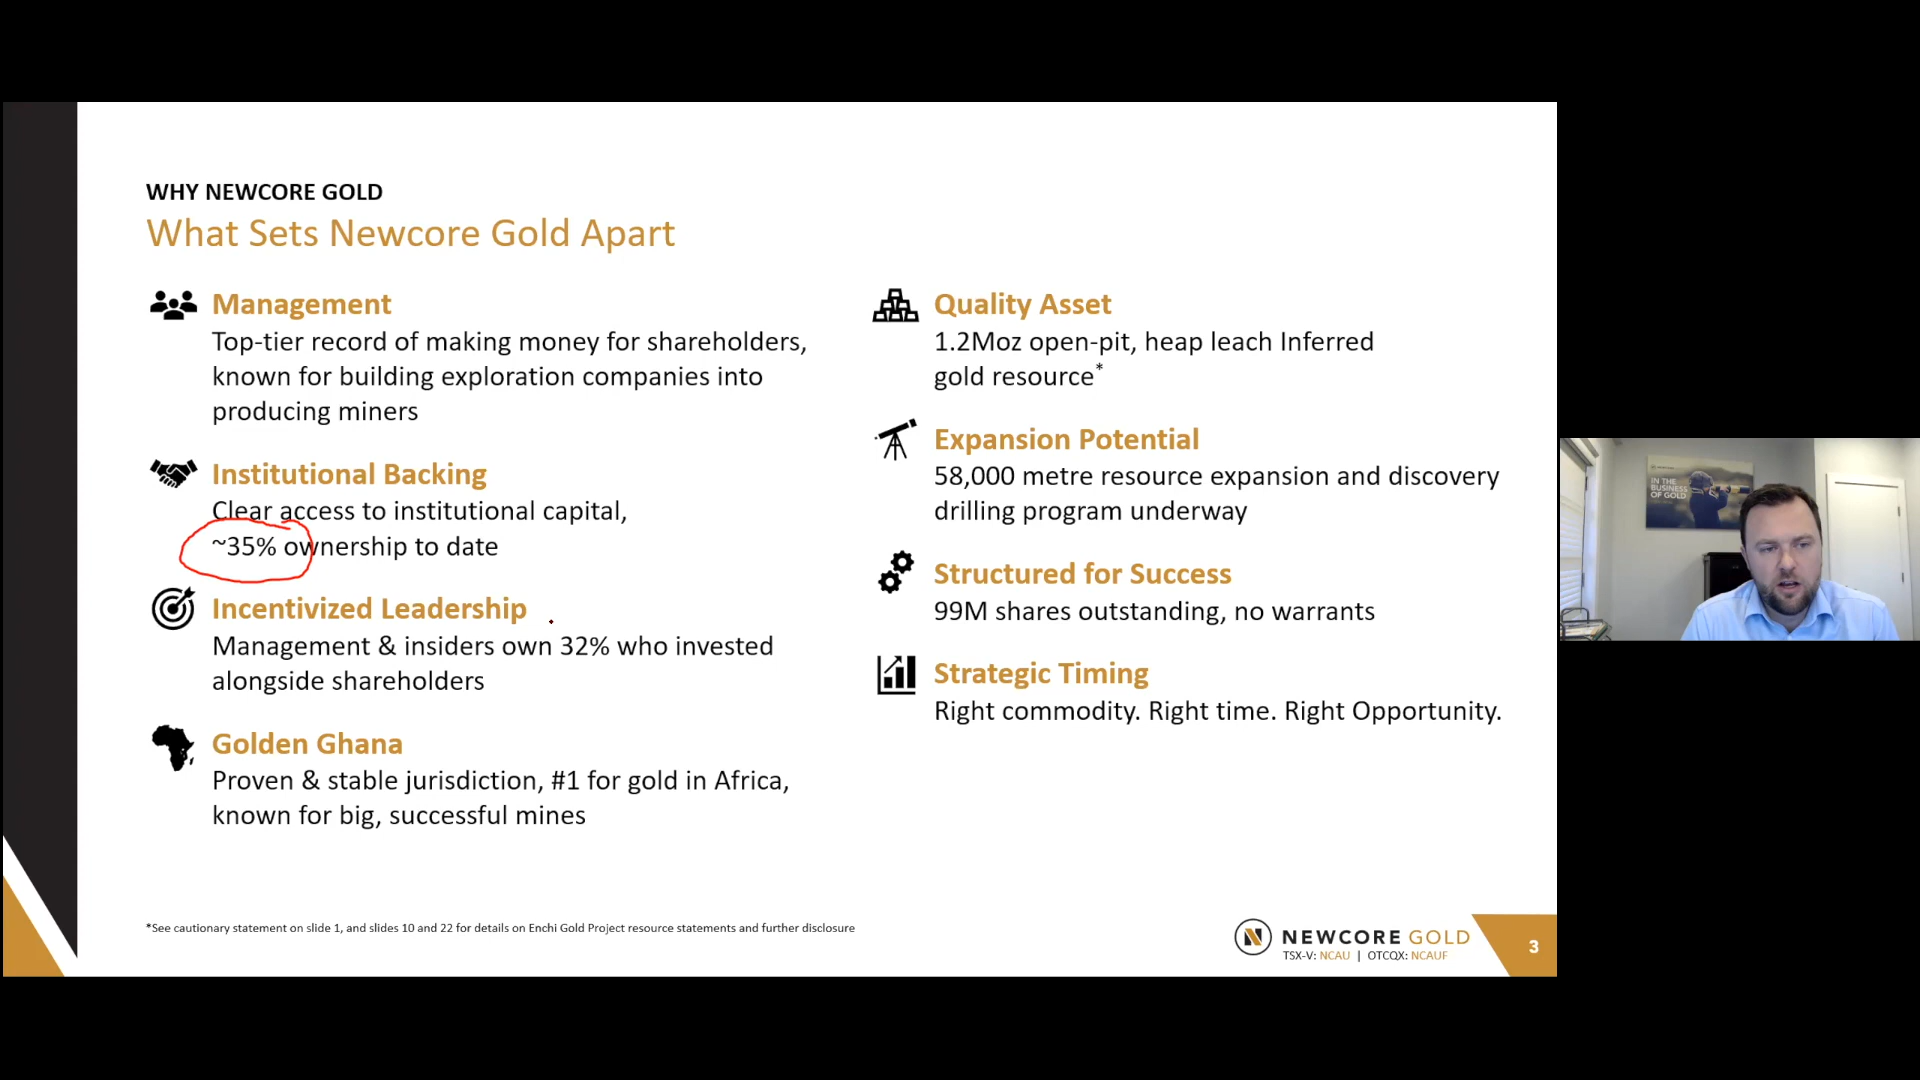 WHY NEWCORE GOLD
What Sets Newcore Gold Apart
Management
Top-tier record of making money for shareholders,
known for building exploration companies into
producing miners
Institutional Backing
Clear access to institutional capital,
~35% ownership to date
Incentivized Leadership
Management & insiders own 32% who invested
alongside shareholders
Golden Ghana
Proven & stable jurisdiction, #1 for gold in Africa,
known for big, successful mines
Quality Asset
1.2Moz open-pit, heap leach Inferred
gold resource*
Expansion Potential
58,000 metre resource expansion and discovery
drilling program underway
Structured for Success
99M shares outstanding, no warrants
Strategic Timing
Right commodity. Right time. Right Opportunity.
*See cautionary statement on slide 1, and slides 10 and 22 for details on Enchi Gold Project resource statements and further disclosure
NEWCORE GOLD
TSX-V: NCAU | OTCQX: NCAUF
3
IN THE
BUSINESS
OF GOLD